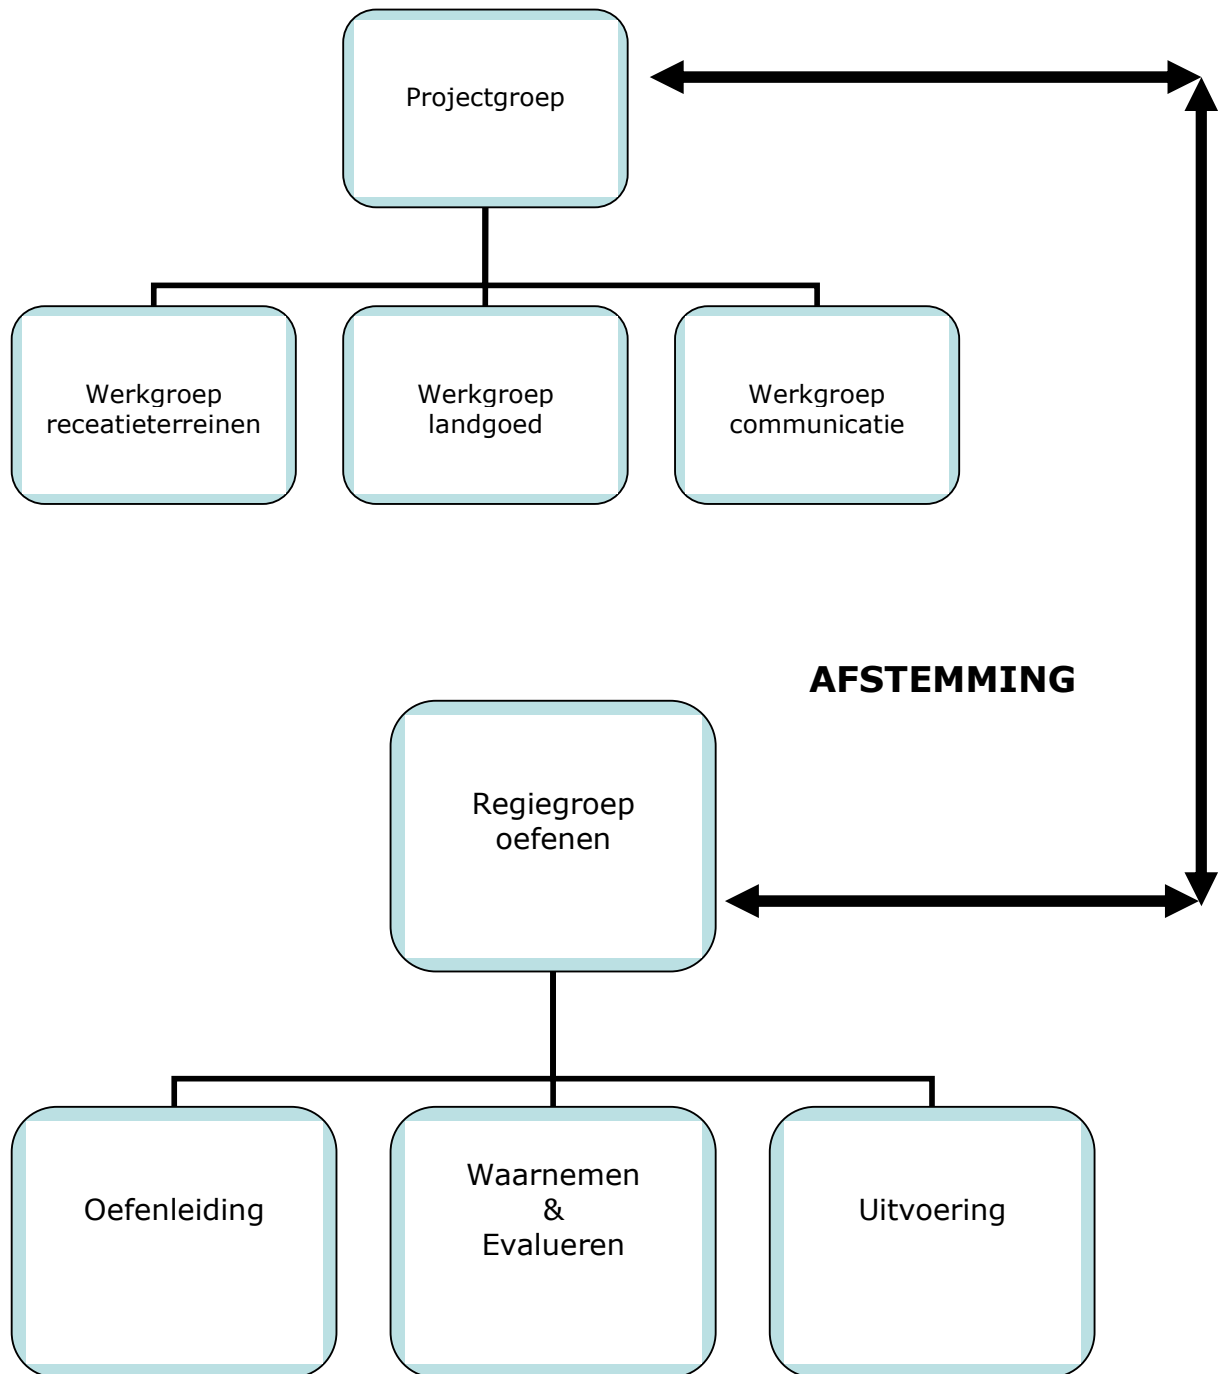 Projectgroep
Werkgroep
receatieterreinen
Werkgroep
landgoed
Werkgroep
communicatie
AFSTEMMING
Regiegroep
oefenen
Oefenleiding
Waarnemen
&
Evalueren
Uitvoering